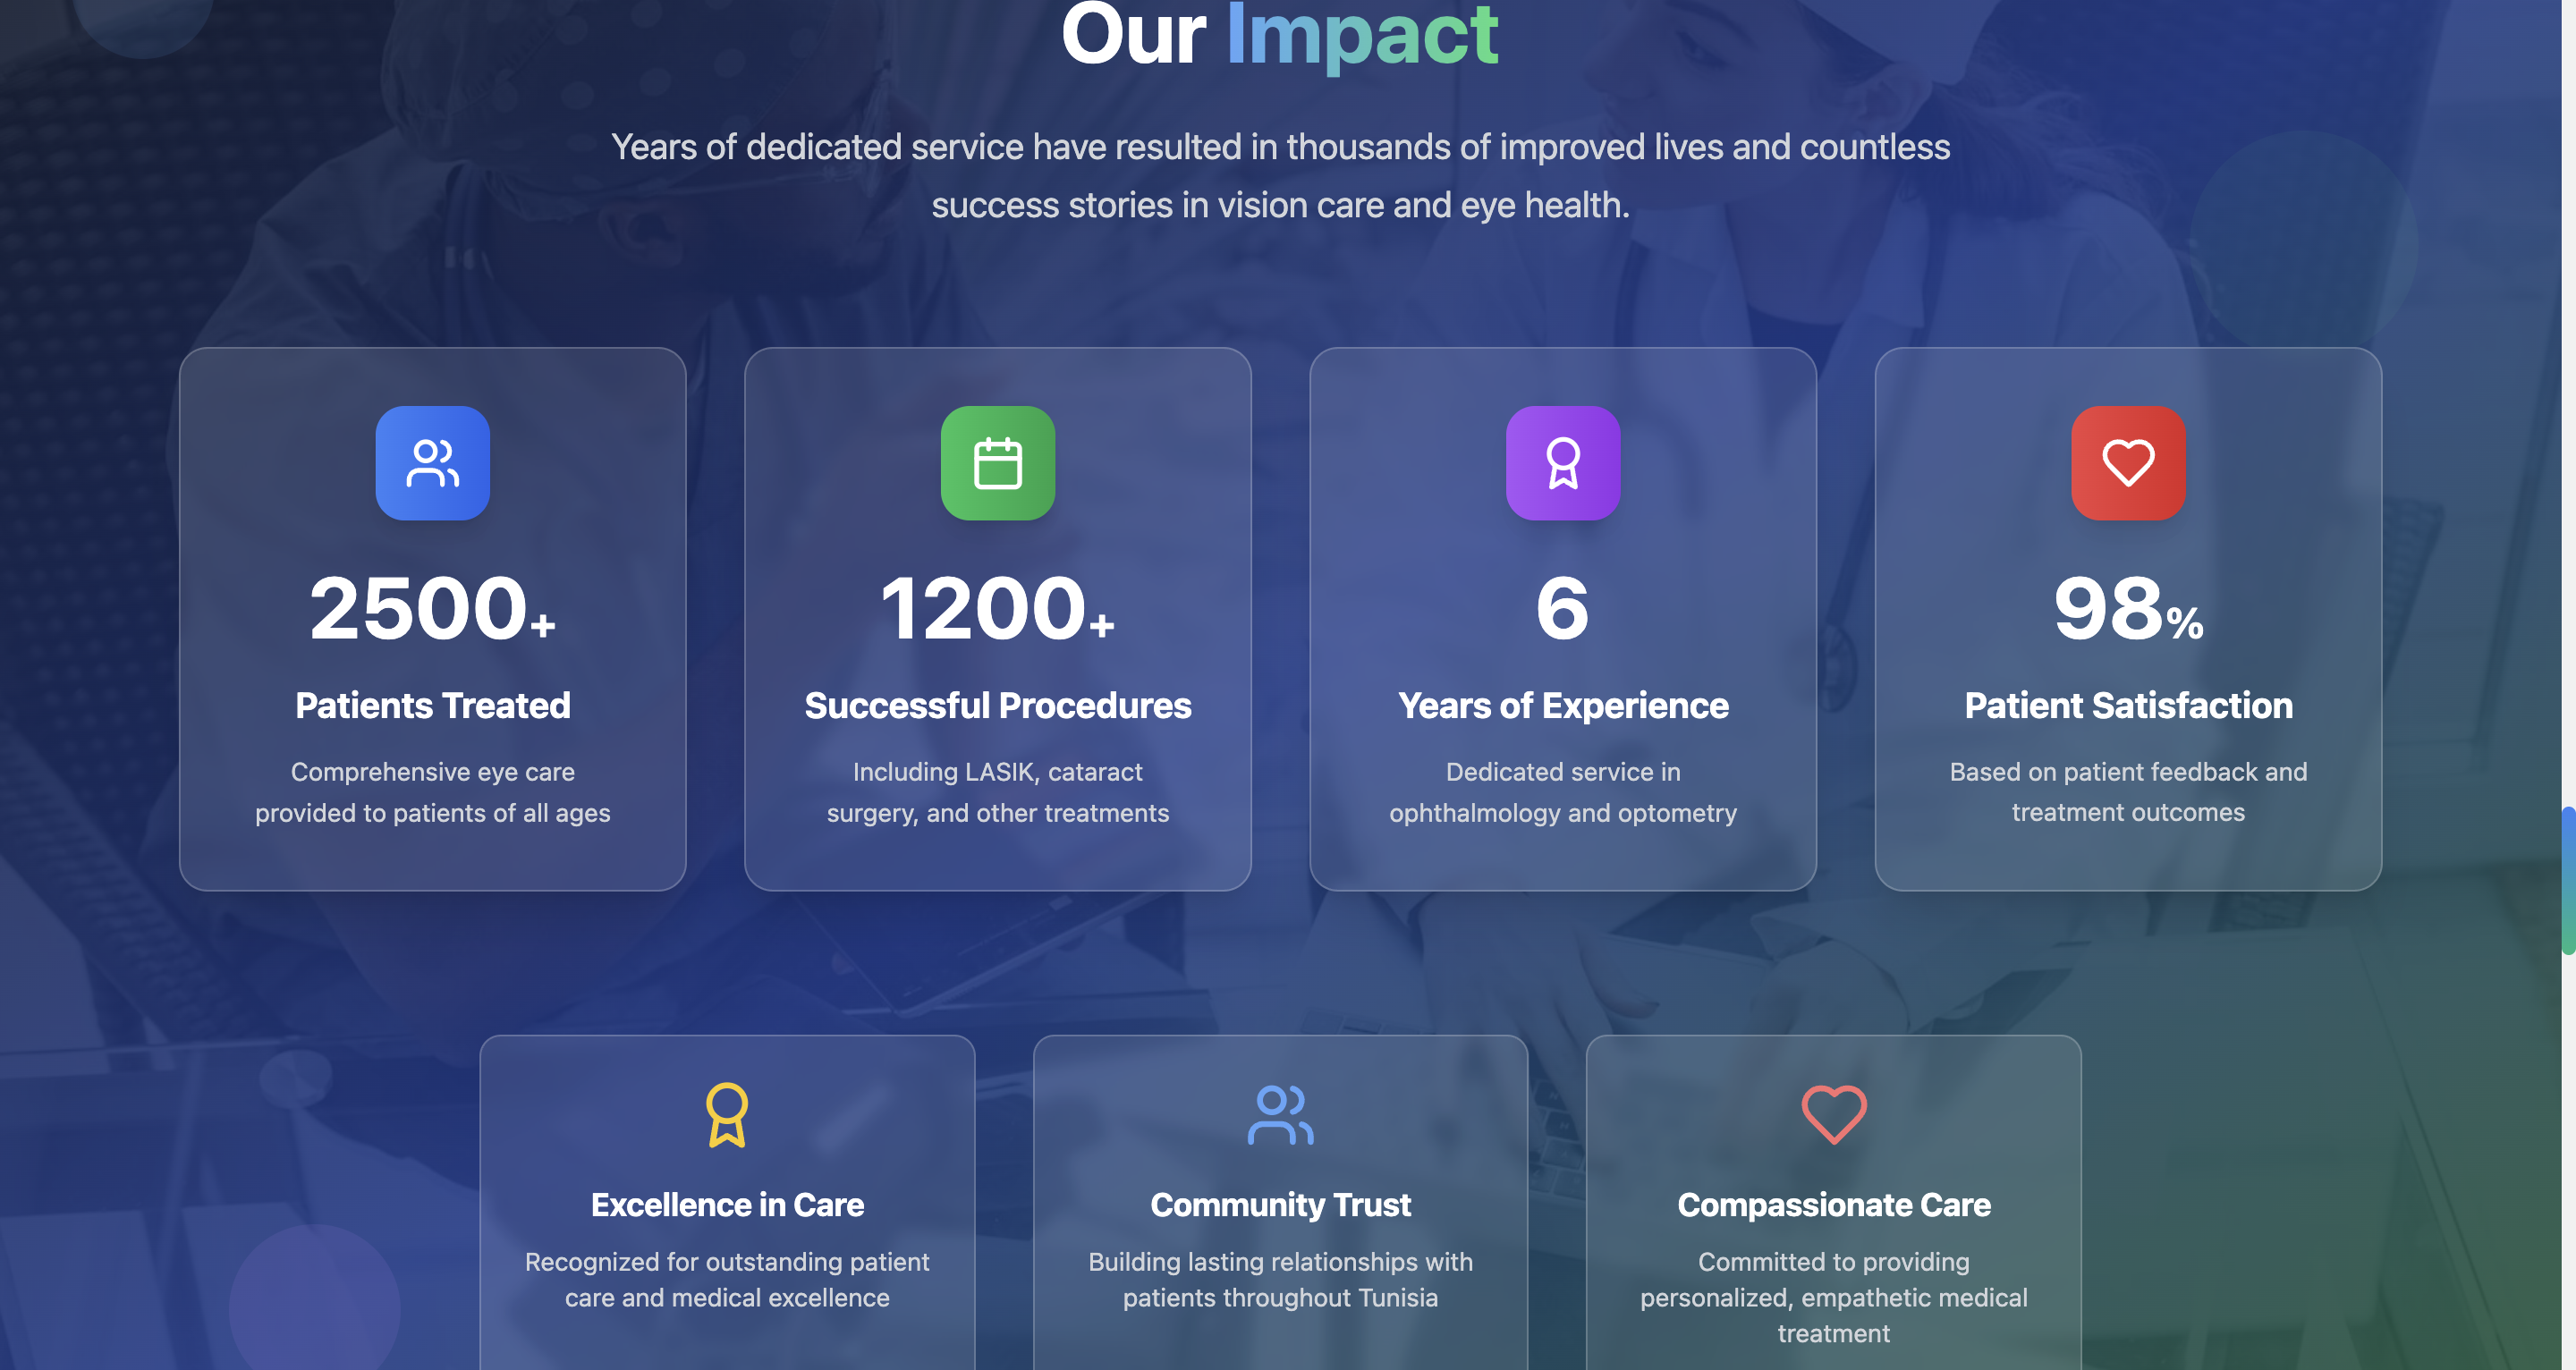 Our Impact
Years of dedicated service have resulted in thousands of improved lives and countless
success stories in vision care and eye health.
2500+
Patients Treated
Comprehensive eye care
provided to patients of all ages
1200+
Successful Procedures
Including LASIK, cataract
surgery, and other treatments
6
Years of Experience
Dedicated service in
ophthalmology and optometry
98%
Patient Satisfaction
Based on patient feedback and
treatment outcomes
Excellence in Care
Recognized for outstanding patient
care and medical excellence
Community Trust
Building lasting relationships with
patients throughout Tunisia
Compassionate Care
Committed to providing
personalized, empathetic medical
treatment